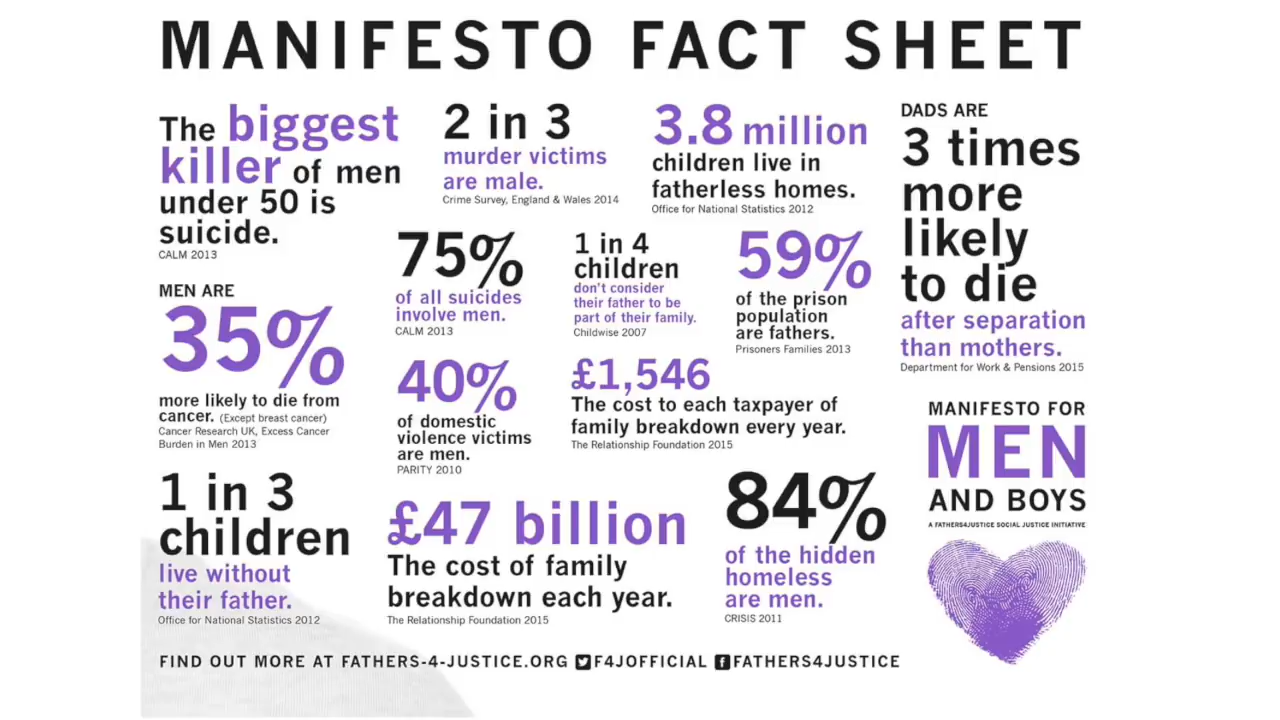 MANIFESTO FACT SHEET
The biggest
killer of men
under 50 is
suicide.
CALM 2013
2 in 3
murder victims
are male.
Crime Survey, England & Wales 2014
3.8 million
children live in
fatherless homes.
Office for National Statistics 2012
DADS ARE
3 times
more
likely
to die
after separation
than mothers.
Department for Work & Pensions 2015
MEN ARE
35%
more likely to die from
cancer. (Except breast cancer)
Cancer Research UK, Excess Cancer
Burden in Men 2013
75%
of all suicides
involve men.
CALM 2013
1 in 4
children
don't consider
their father to be
part of their family.
Childwise 2007
59%
of the prison
population
are fathers.
Prisoners Families 2013
40%
of domestic
violence victims
are men.
PARITY 2010
£1,546
The cost to each taxpayer of
family breakdown every year.
The Relationship Foundation 2015
1 in 3
children
live without
their father.
Office for National Statistics 2012
£47 billion
The cost of family
breakdown each year.
The Relationship Foundation 2015
84%
of the hidden
homeless
are men.
CRISIS 2011
MANIFESTO FOR
MEN
AND BOYS
A FATHERS4JUSTICE SOCIAL JUSTICE INITIATIVE
FIND OUT MORE AT FATHERS-4-JUSTICE.ORG F4JOFFICIAL FATHERS4JUSTICE